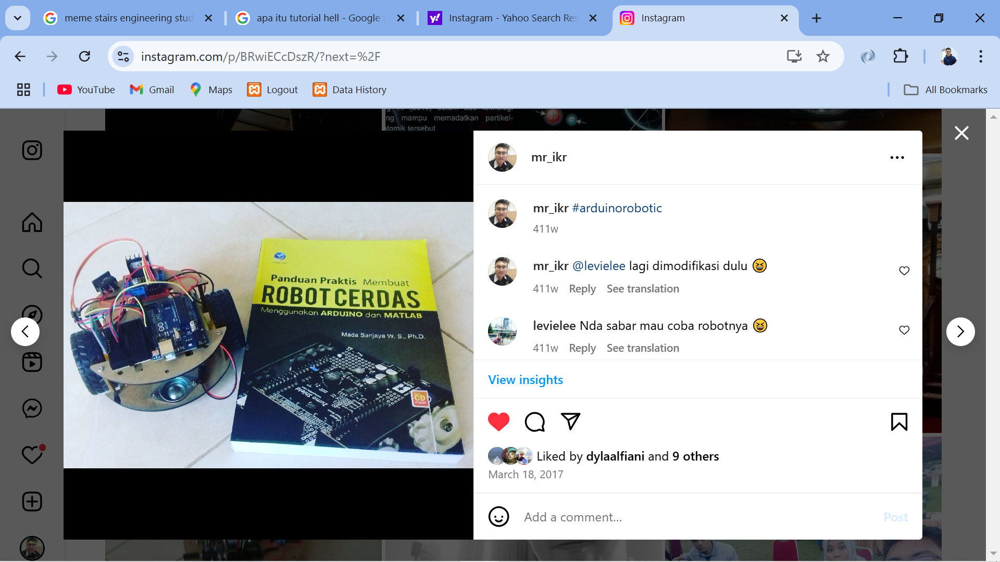 meme stairs engineering stud
apa itu tutorial hell - Google S
Instagram - Yahoo Search Res
Instagram
instagram.com/p/BRwiECcDszR/?next=%2F
YouTube
Gmail
Maps
Logout
Data History
All Bookmarks
ng mampu memadatkan partikel-
atomik tersebut
Panduan Praktis Membuat
ROBOT CERDAS
Menggunakan ARDUINO dan MATLAB
Mada Sanjaya W. S., Ph.D.
Zumo Shield
CD
original
mr_ikr
mr_ikr #arduinorobotic
411w
mr_ikr @levielee lagi dimodifikasi dulu 😆
411w Reply See translation
levielee Nda sabar mau coba robotnya 😆
411w Reply See translation
View insights
Liked by dylaalfiani and 9 others
March 18, 2017
Add a comment...
Post